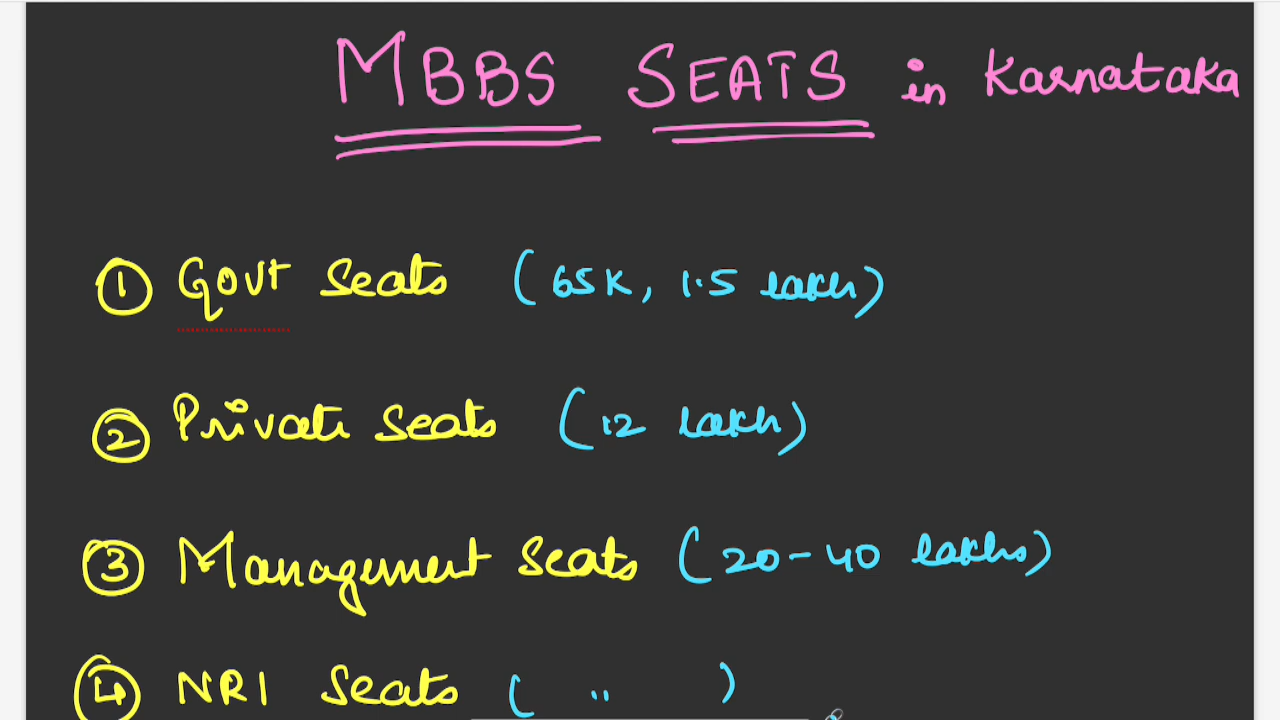 MBBS SEATS in Karnataka
① Govt Seats (65K, 1.5 lakh)
② Private Seats (12 lakh)
③ Management Seats (20-40 lakhs)
④ NRI Seats ( " )